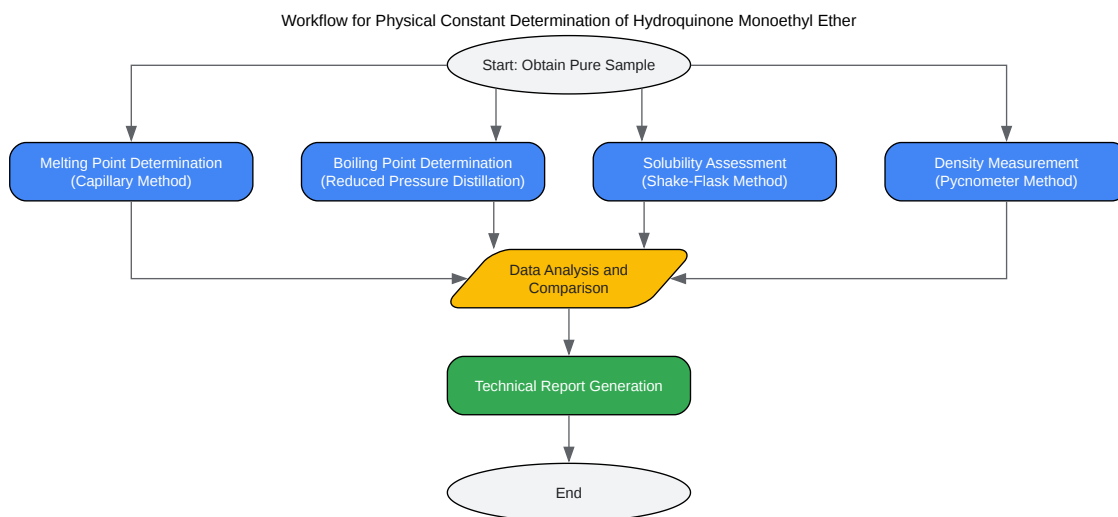 Workflow for Physical Constant Determination of Hydroquinone Monoethyl Ether
Start: Obtain Pure Sample
Melting Point Determination
(Capillary Method)
Boiling Point Determination
(Reduced Pressure Distillation)
Solubility Assessment
(Shake-Flask Method)
Density Measurement
(Pycnometer Method)
Data Analysis and
Comparison
Technical Report Generation
End